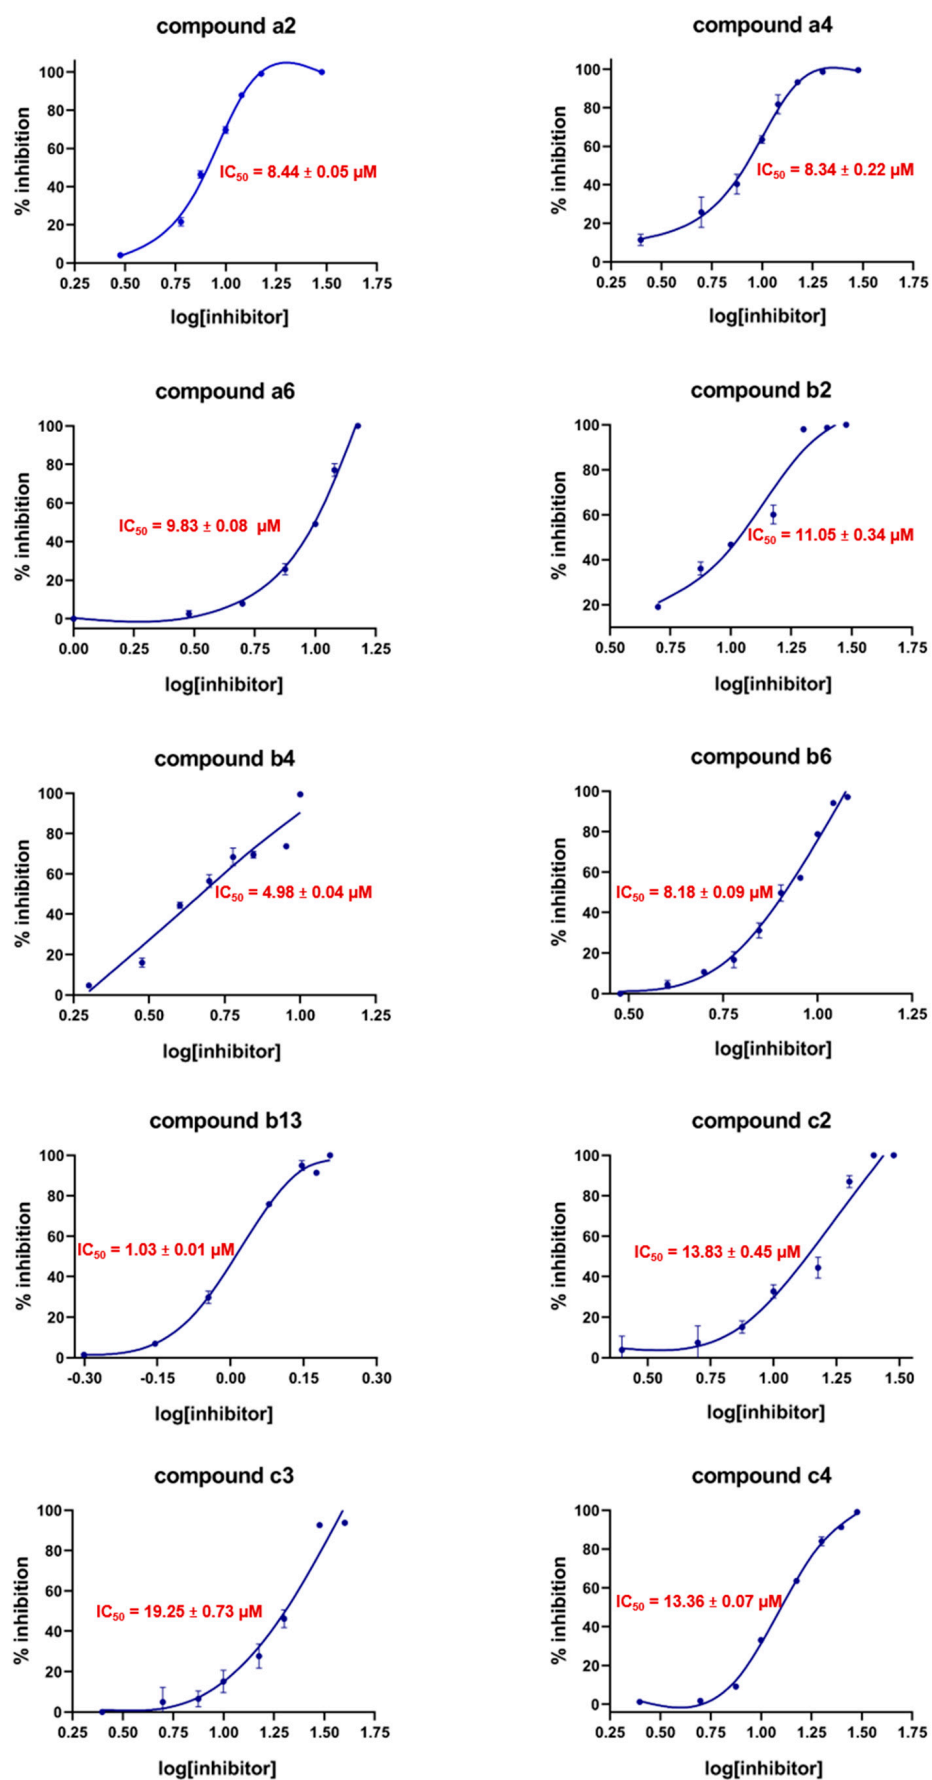 compound a2
% inhibition
100
80
60
40
20
0
IC50 = 8.44 ± 0.05 µM
0.25 0.50 0.75 1.00 1.25 1.50 1.75
log[inhibitor]
compound a4
% inhibition
100
80
60
40
20
0
IC50 = 8.34 ± 0.22 µM
0.25 0.50 0.75 1.00 1.25 1.50 1.75
log[inhibitor]
compound a6
% inhibition
100
80
60
40
20
0
IC50 = 9.83 ± 0.08 µM
0.00 0.25 0.50 0.75 1.00 1.25
log[inhibitor]
compound b2
% inhibition
100
80
60
40
20
IC50 = 11.05 ± 0.34 µM
0.50 0.75 1.00 1.25 1.50 1.75
log[inhibitor]
compound b4
% inhibition
100
80
60
40
20
0
IC50 = 4.98 ± 0.04 µM
0.25 0.50 0.75 1.00 1.25
log[inhibitor]
compound b6
% inhibition
100
80
60
40
20
0
IC50 = 8.18 ± 0.09 µM
0.50 0.75 1.00 1.25
log[inhibitor]
compound b13
% inhibition
100
80
60
40
20
0
IC50 = 1.03 ± 0.01 µM
-0.30 -0.15 0.00 0.15 0.30
log[inhibitor]
compound c2
% inhibition
100
80
60
40
20
0
IC50 = 13.83 ± 0.45 µM
0.50 0.75 1.00 1.25 1.50
log[inhibitor]
compound c3
% inhibition
100
80
60
40
20
0
IC50 = 19.25 ± 0.73 µM
0.25 0.50 0.75 1.00 1.25 1.50 1.75
log[inhibitor]
compound c4
% inhibition
100
80
60
40
20
0
IC50 = 13.36 ± 0.07 µM
0.25 0.50 0.75 1.00 1.25 1.50 1.75
log[inhibitor]